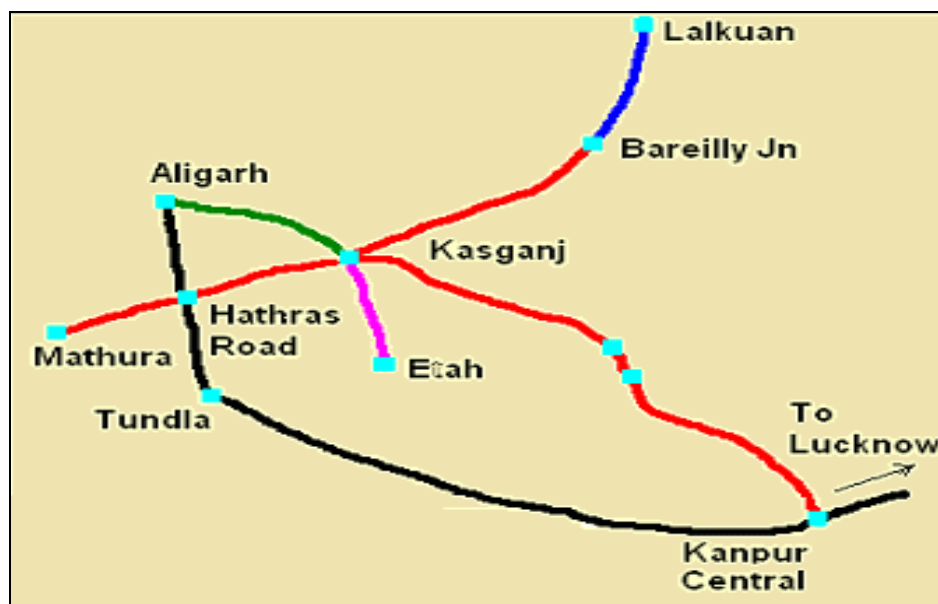 Lalkuan
Bareilly Jn
Aligarh
Kasganj
Hathras
Road
Mathura
Etah
Tundla
To
Lucknow
Kanpur
Central